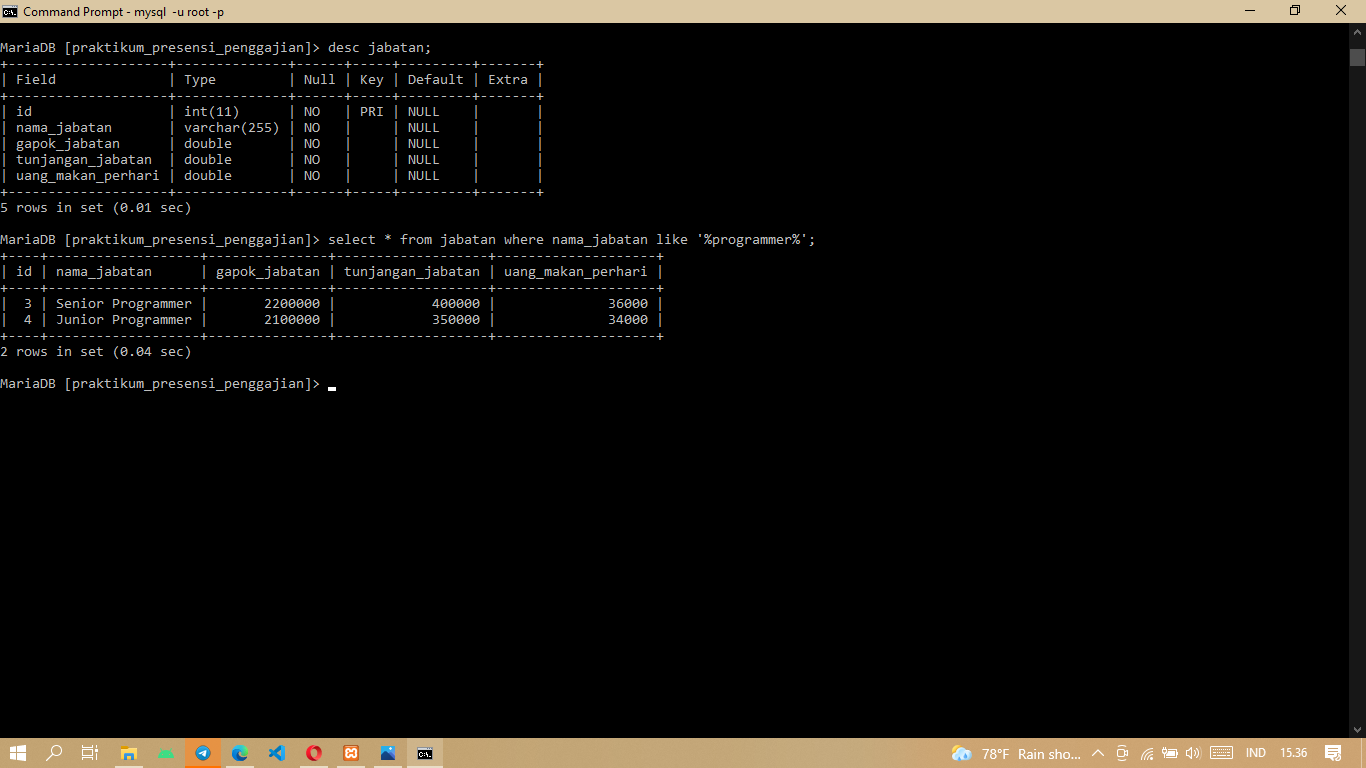 Command Prompt - mysql  -u root -p
MariaDB [praktikum_presensi_penggajian]> desc jabatan;
+--------------------+--------------+------+-----+---------+-------+
| Field              | Type         | Null | Key | Default | Extra |
+--------------------+--------------+------+-----+---------+-------+
| id                 | int(11)      | NO   | PRI | NULL    |       |
| nama_jabatan       | varchar(255) | NO   |     | NULL    |       |
| gapok_jabatan      | double       | NO   |     | NULL    |       |
| tunjangan_jabatan  | double       | NO   |     | NULL    |       |
| uang_makan_perhari | double       | NO   |     | NULL    |       |
+--------------------+--------------+------+-----+---------+-------+
5 rows in set (0.01 sec)
MariaDB [praktikum_presensi_penggajian]> select * from jabatan where nama_jabatan like '%programmer%';
+----+-------------------+---------------+-------------------+--------------------+
| id | nama_jabatan      | gapok_jabatan | tunjangan_jabatan | uang_makan_perhari |
+----+-------------------+---------------+-------------------+--------------------+
|  3 | Senior Programmer |       2200000 |            400000 |              36000 |
|  4 | Junior Programmer |       2100000 |            350000 |              34000 |
+----+-------------------+---------------+-------------------+--------------------+
2 rows in set (0.04 sec)
MariaDB [praktikum_presensi_penggajian]>
78°F Rain sho... IND 15.36